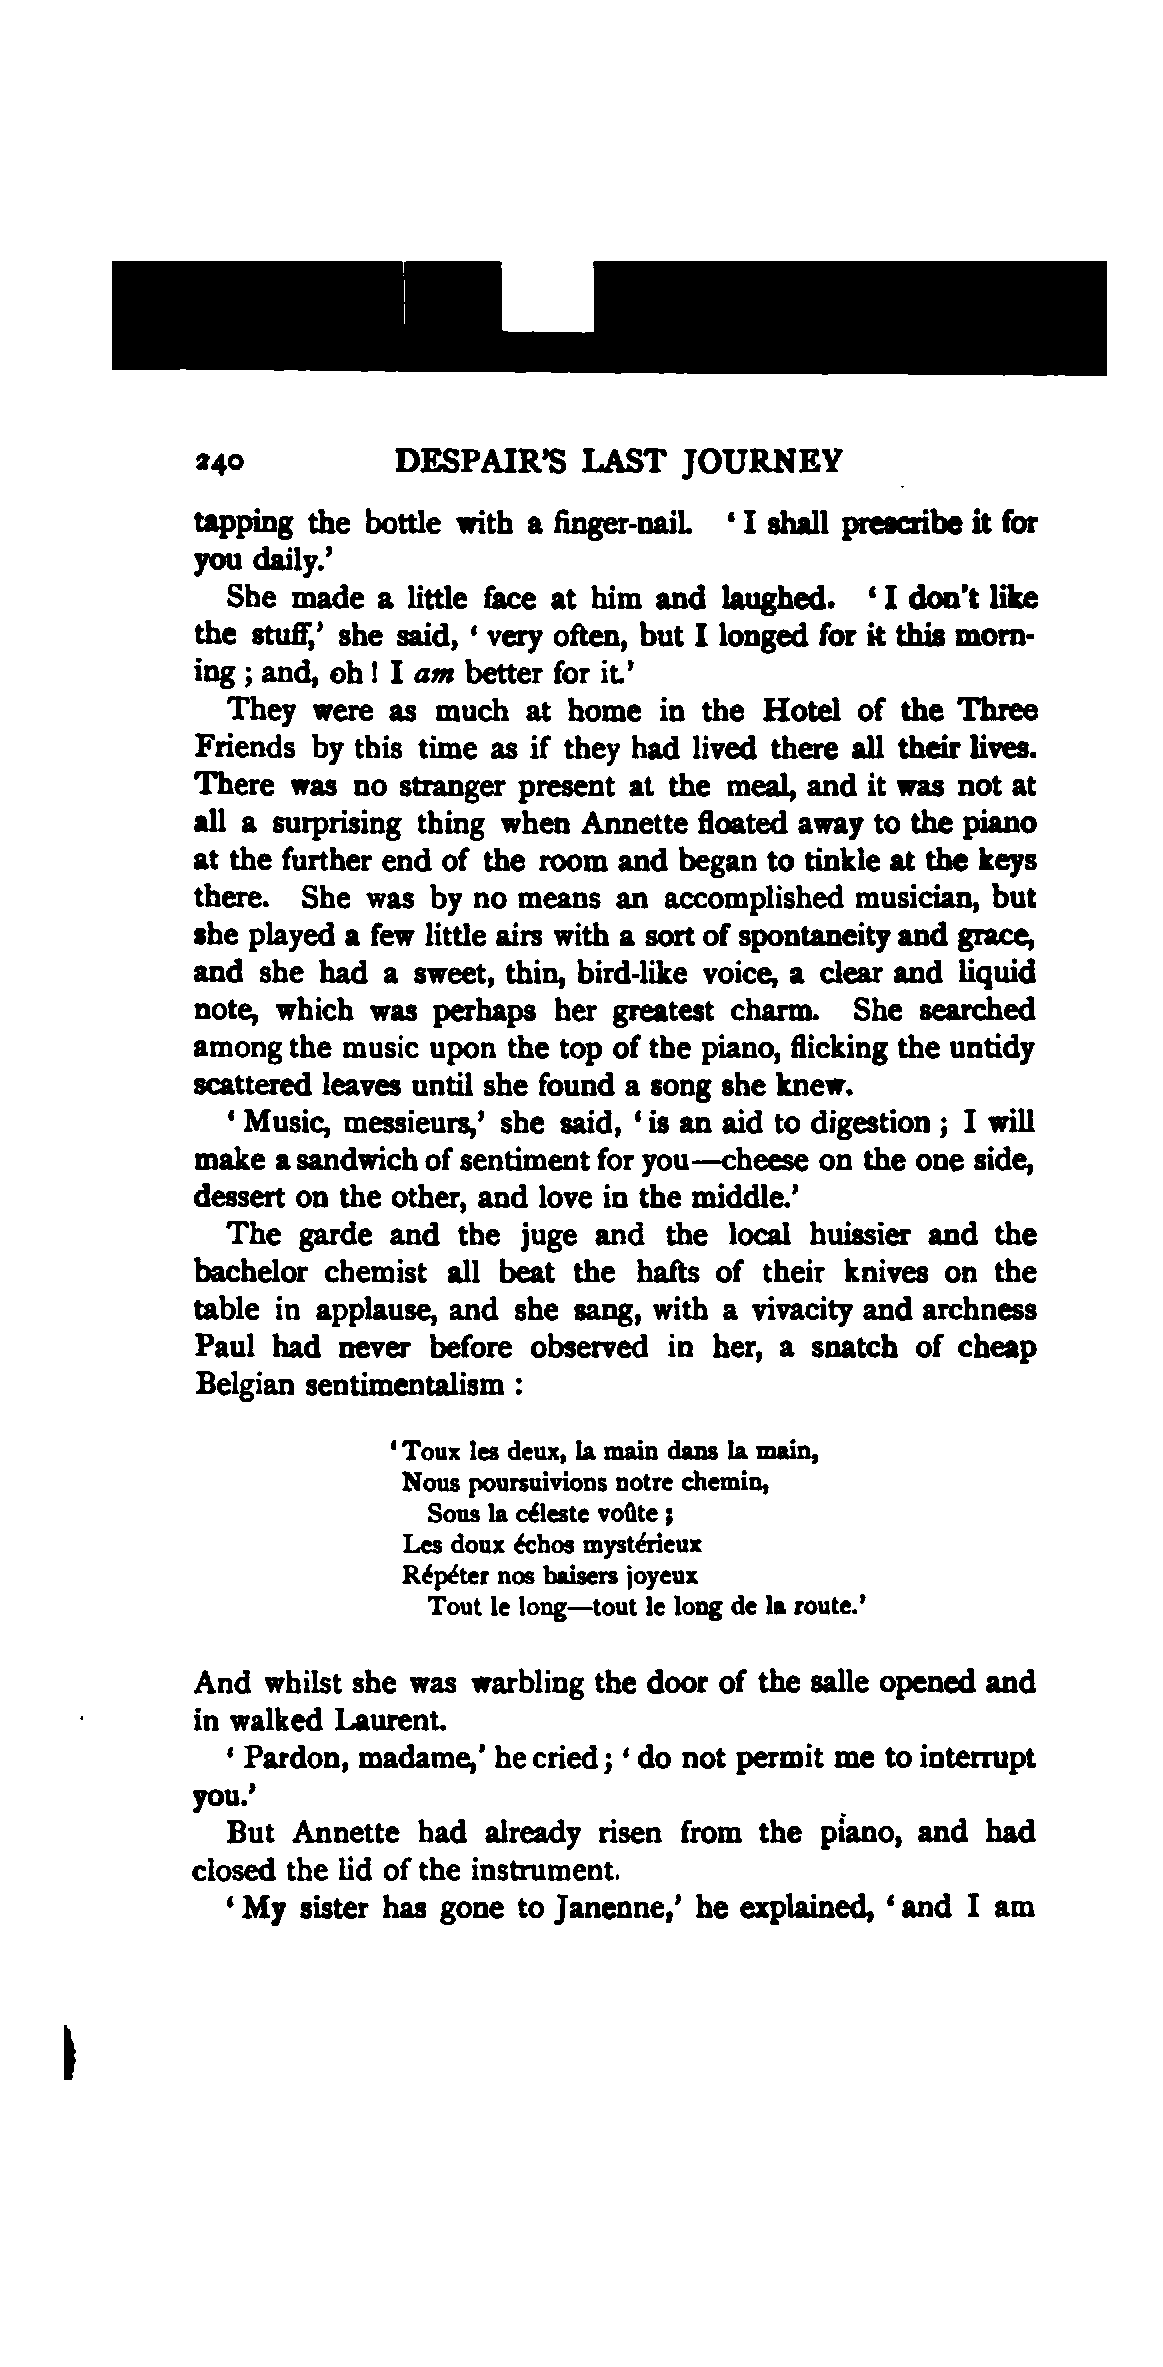 240 DESPAIR'S LAST JOURNEY
tapping the bottle with a finger-nail. ‘ I shall prescribe it for
you daily.’
She made a little face at him and laughed. ‘ I don't like
the stuff,’ she said, ‘ very often, but I longed for it this morn-
ing ; and, oh ! I am better for it.’
They were as much at home in the Hotel of the Three
Friends by this time as if they had lived there all their lives.
There was no stranger present at the meal, and it was not at
all a surprising thing when Annette floated away to the piano
at the further end of the room and began to tinkle at the keys
there. She was by no means an accomplished musician, but
she played a few little airs with a sort of spontaneity and grace,
and she had a sweet, thin, bird-like voice, a clear and liquid
note, which was perhaps her greatest charm. She searched
among the music upon the top of the piano, flicking the untidy
scattered leaves until she found a song she knew.
‘ Music, messieurs,’ she said, ‘ is an aid to digestion ; I will
make a sandwich of sentiment for you—cheese on the one side,
dessert on the other, and love in the middle.’
The garde and the juge and the local huissier and the
bachelor chemist all beat the hafts of their knives on the
table in applause, and she sang, with a vivacity and archness
Paul had never before observed in her, a snatch of cheap
Belgian sentimentalism :
‘ Toux les deux, la main dans la main,
Nous poursuivions notre chemin,
Sous la céleste voûte ;
Les doux échos mystérieux
Répéter nos baisers joyeux
Tout le long—tout le long de la route.’
And whilst she was warbling the door of the salle opened and
in walked Laurent.
‘ Pardon, madame,’ he cried ; ‘ do not permit me to interrupt
you.’
But Annette had already risen from the piano, and had
closed the lid of the instrument.
‘ My sister has gone to Janenne,’ he explained, ‘ and I am